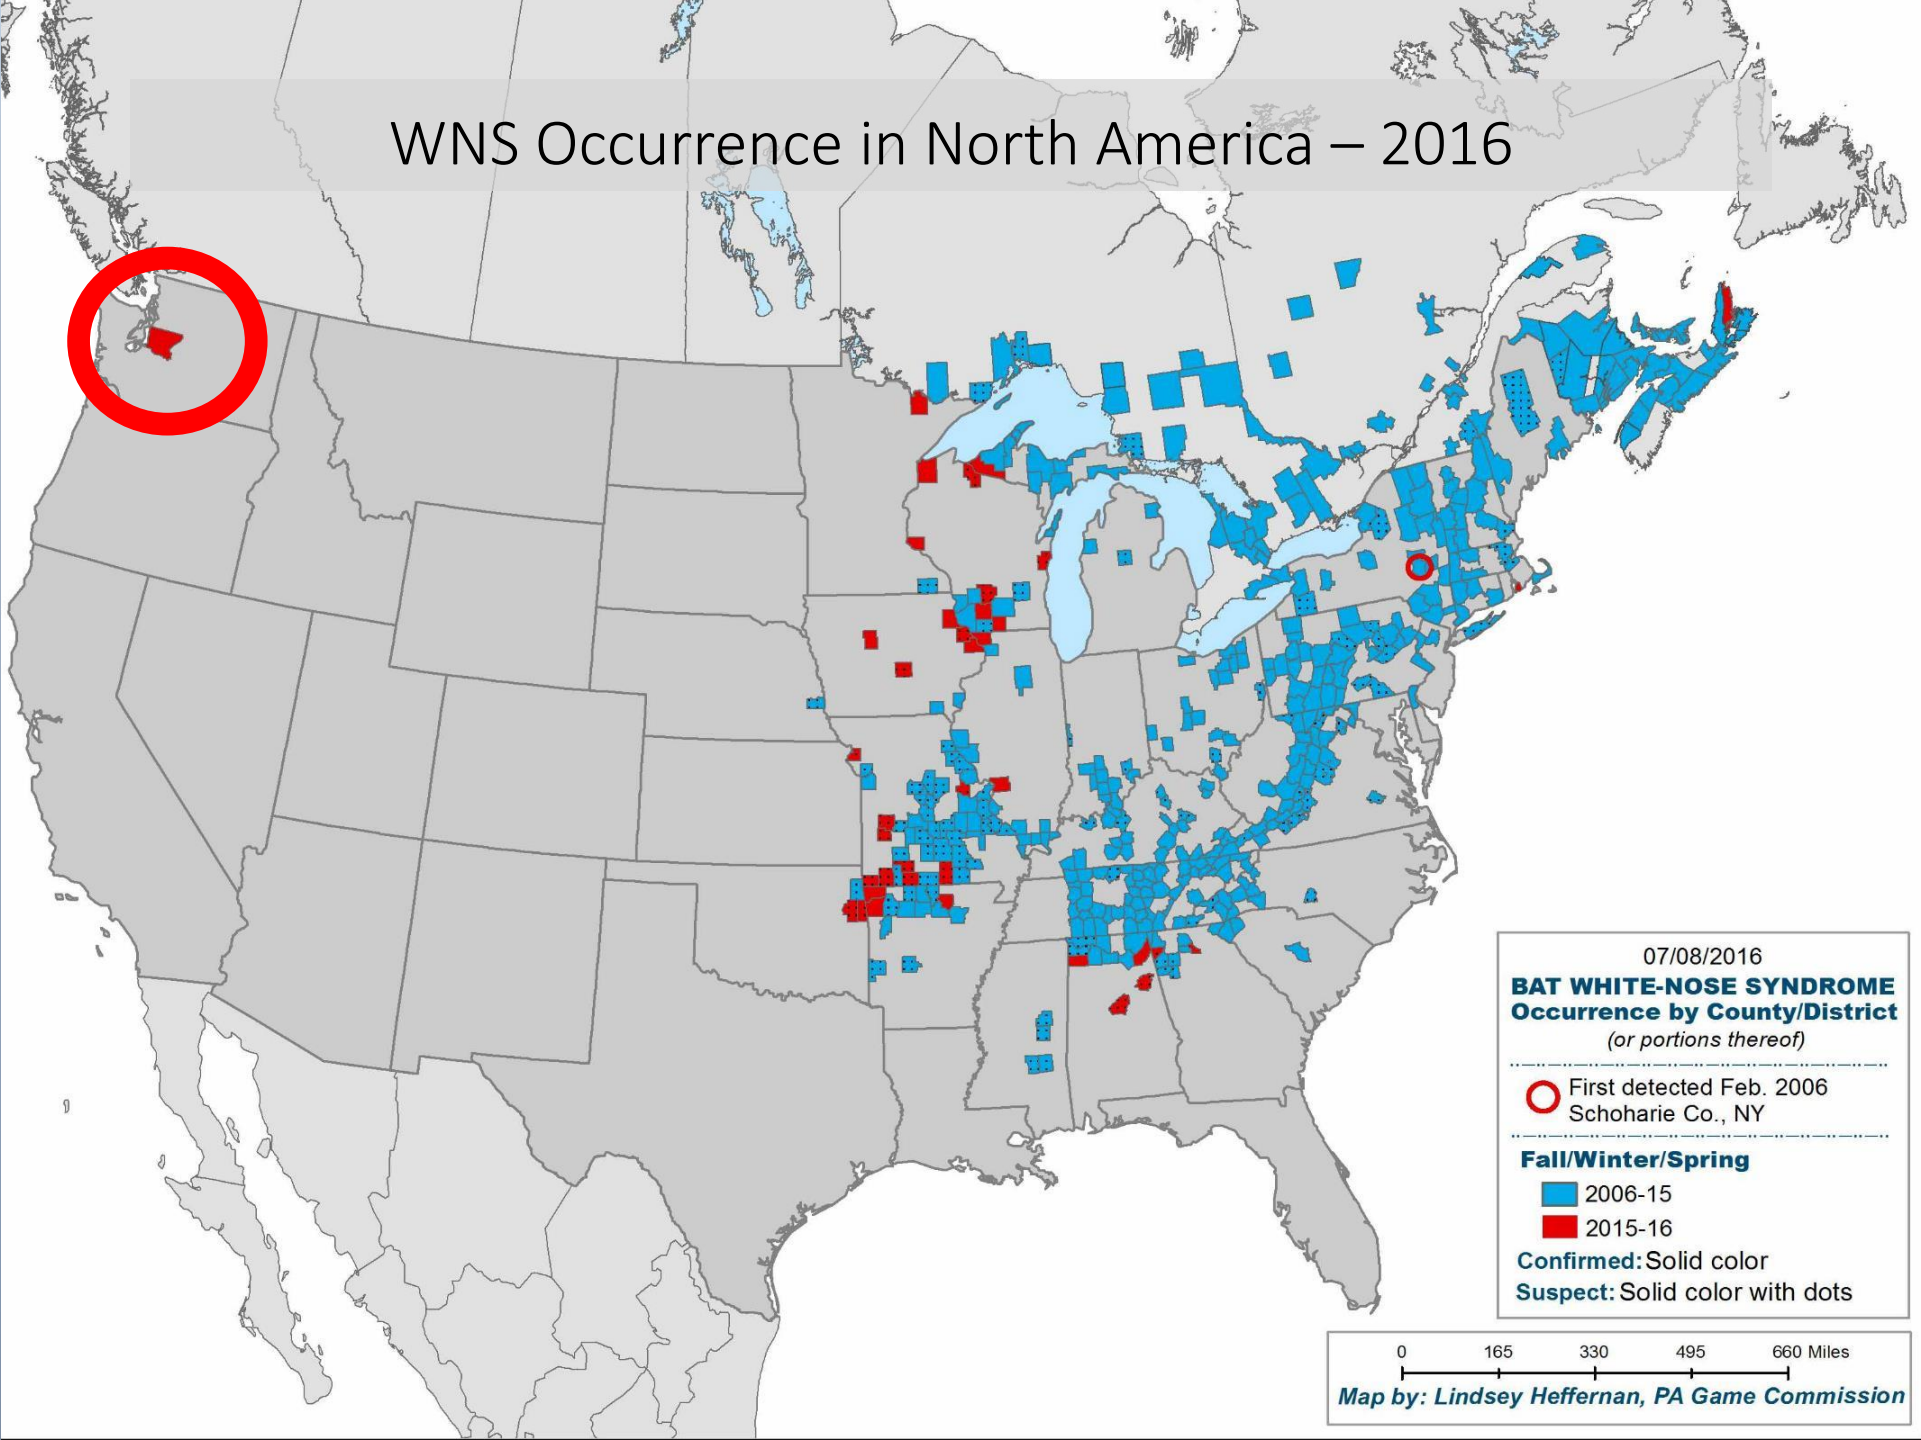 WNS Occurrence in North America – 2016
07/08/2016
BAT WHITE-NOSE SYNDROME
Occurrence by County/District
(or portions thereof)
First detected Feb. 2006
Schoharie Co., NY
Fall/Winter/Spring
2006-15
2015-16
Confirmed: Solid color
Suspect: Solid color with dots
0 165 330 495 660 Miles
Map by: Lindsey Heffernan, PA Game Commission